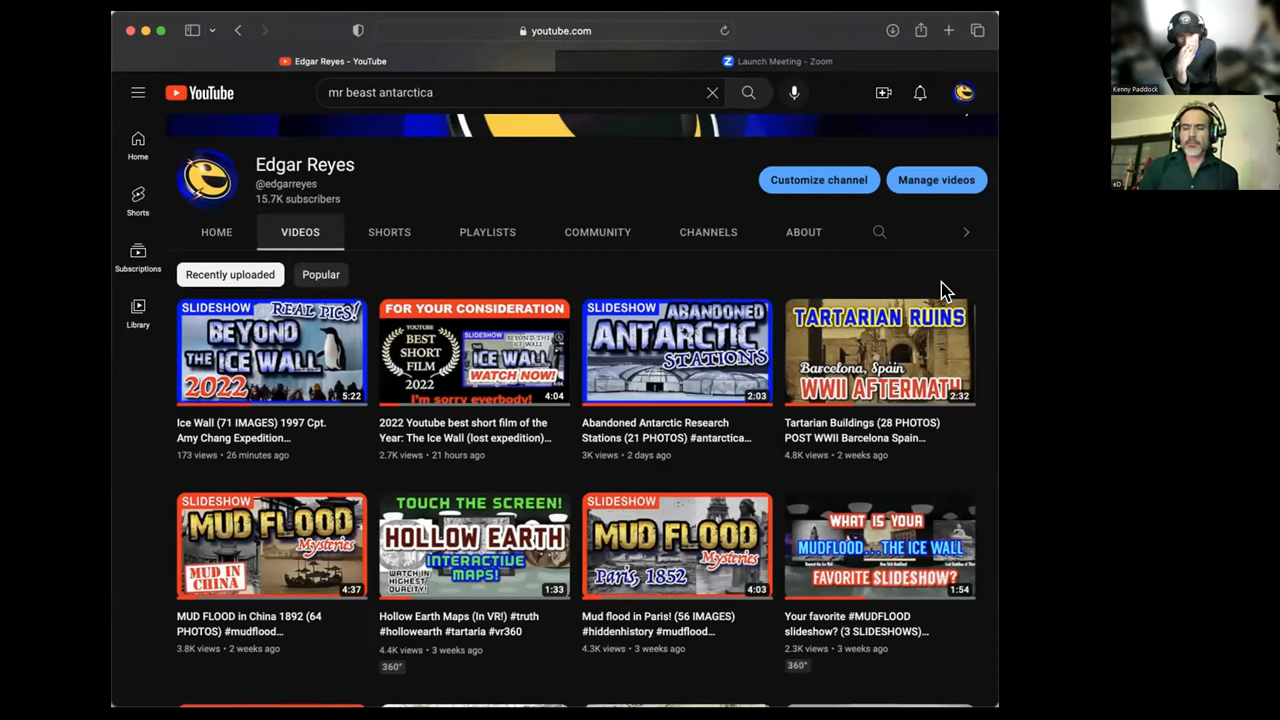 youtube.com
Edgar Reyes - YouTube
Launch Meeting - Zoom
YouTube
mr beast antarctica
Kenny Paddock
eD
Home
Shorts
Subscriptions
Library
Edgar Reyes
@edgarreyes
15.7K subscribers
Customize channel
Manage videos
HOME
VIDEOS
SHORTS
PLAYLISTS
COMMUNITY
CHANNELS
ABOUT
Recently uploaded
Popular
SLIDESHOW
REAL PICS!
BEYOND
THE ICE WALL
2022
5:22
Ice Wall (71 IMAGES) 1997 Cpt.
Amy Chang Expedition...
173 views • 26 minutes ago
FOR YOUR CONSIDERATION
YOUTUBE
BEST
SHORT
FILM
2022
SLIDESHOW
BEYOND THE
ICE WALL
WATCH NOW!
I'm sorry everybody!
4:04
2022 Youtube best short film of the
Year: The Ice Wall (lost expedition)...
2.7K views • 21 hours ago
SLIDESHOW
ABANDONED
ANTARCTIC
STATIONS
2:03
Abandoned Antarctic Research
Stations (21 PHOTOS) #antarctica...
3K views • 2 days ago
TARTARIAN RUINS
Barcelona, Spain
WWII AFTERMATH
2:32
Tartarian Buildings (28 PHOTOS)
POST WWII Barcelona Spain...
4.8K views • 2 weeks ago
SLIDESHOW
MUD FLOOD
Mysteries
MUD IN
CHINA
4:37
MUD FLOOD in China 1892 (64
PHOTOS) #mudflood...
3.8K views • 2 weeks ago
TOUCH THE SCREEN!
HOLLOW EARTH
INTERACTIVE
MAPS!
WATCH IN
HIGHEST
QUALITY!
1:33
Hollow Earth Maps (In VR!) #truth
#hollowearth #tartaria #vr360
4.4K views • 3 weeks ago
360°
SLIDESHOW
MUD FLOOD
Mysteries
Paris, 1852
4:03
Mud flood in Paris! (56 IMAGES)
#hiddenhistory #mudflood...
4.3K views • 3 weeks ago
WHAT IS YOUR
MUDFLOOD...THE ICE WALL
FAVORITE SLIDESHOW?
1:54
Your favorite #MUDFLOOD
slideshow? (3 SLIDESHOWS)...
2.3K views • 3 weeks ago
360°